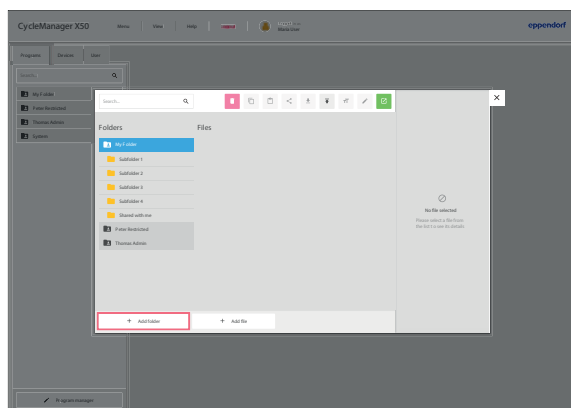 CycleManager X50
Menu
View
Help
Maria User
eppendorf
Programs
Devices
User
Search...
My Folder
Peter Restricted
Thomas Admin
System
Search...
Folders
Files
My Folder
Subfolder 1
Subfolder 2
Subfolder 3
Subfolder 4
Shared with me
Peter Restricted
Thomas Admin
No file selected
Please select a file from
the list to see its details
+ Add folder
+ Add file
Program manager